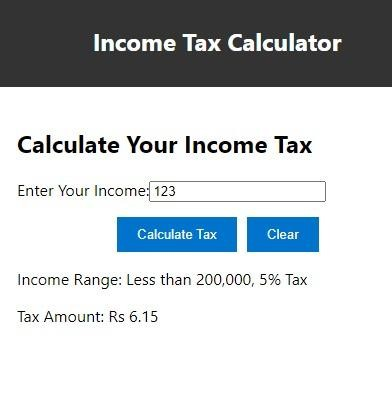 Income Tax Calculator
Calculate Your Income Tax
Enter Your Income: 123
Calculate Tax Clear
Income Range: Less than 200,000, 5% Tax
Tax Amount: Rs 6.15